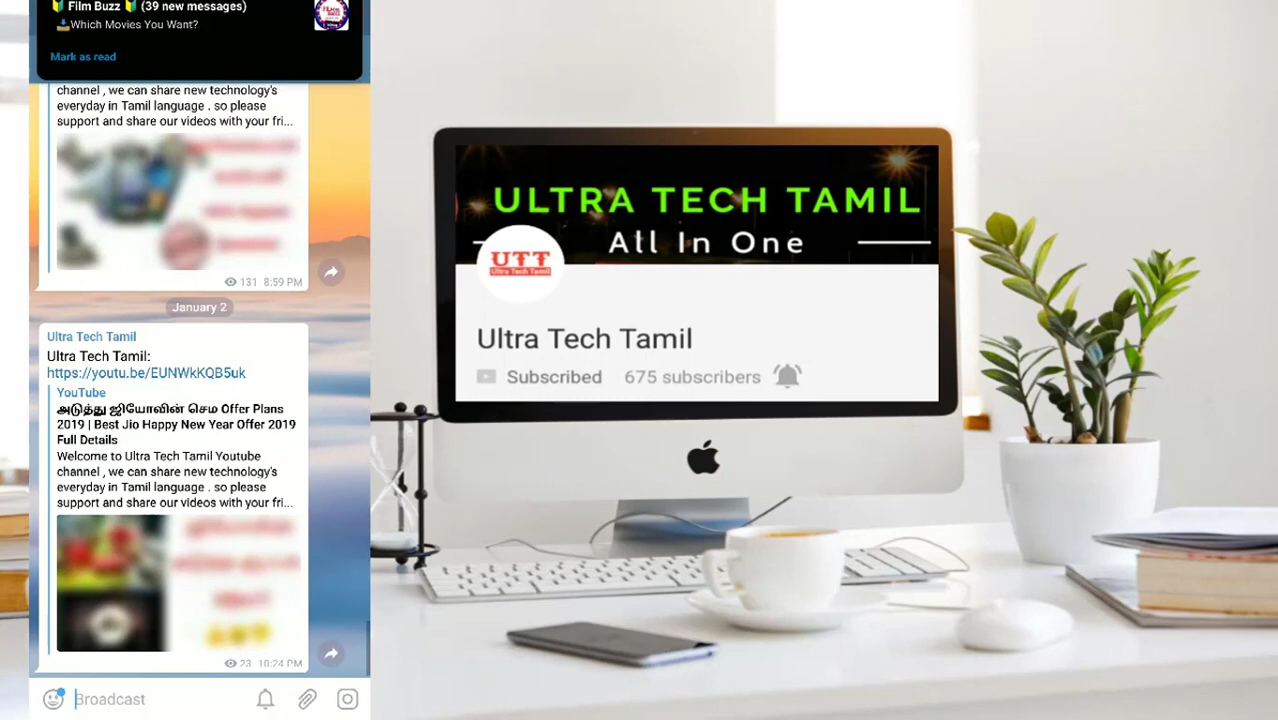 🔰 Film Buzz 🔰 (39 new messages)
📥Which Movies You Want?
Mark as read
channel , we can share new technology's
everyday in Tamil language . so please
support and share our videos with your fri...
131 8:59 PM
January 2
Ultra Tech Tamil
Ultra Tech Tamil:
https://youtu.be/EUNWkKQB5uk
YouTube
அடுத்து ஜியோவின் செம Offer Plans
2019 | Best Jio Happy New Year Offer 2019
Full Details
Welcome to Ultra Tech Tamil Youtube
channel , we can share new technology's
everyday in Tamil language . so please
support and share our videos with your fri...
23 10:24 PM
Broadcast
ULTRA TECH TAMIL
All In One
UTT
Ultra Tech Tamil
Ultra Tech Tamil
Subscribed 675 subscribers